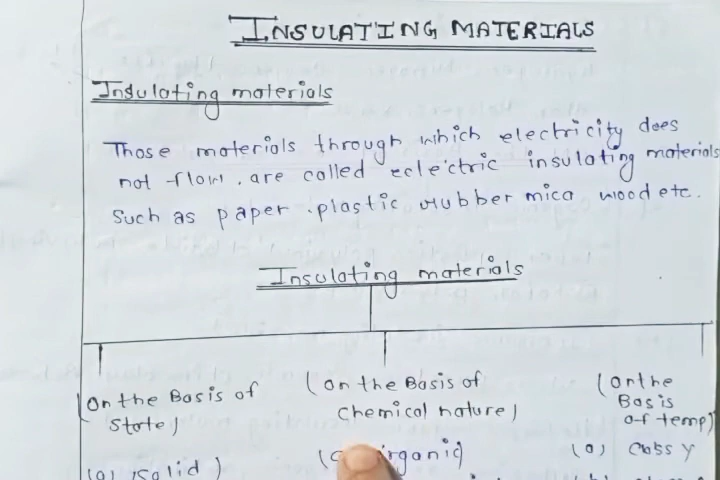 INSULATING MATERIALS
Insulating materials
Those materials through which electricity does
not flow. are called eclectric insulating materials
Such as paper. plastic rubber mica wood etc.
Insulating materials
(On the Basis of
State)
(On the Basis of
Chemical nature)
(On the
Basis
of temp)
(a) Solid)
organic)
(a) Class Y